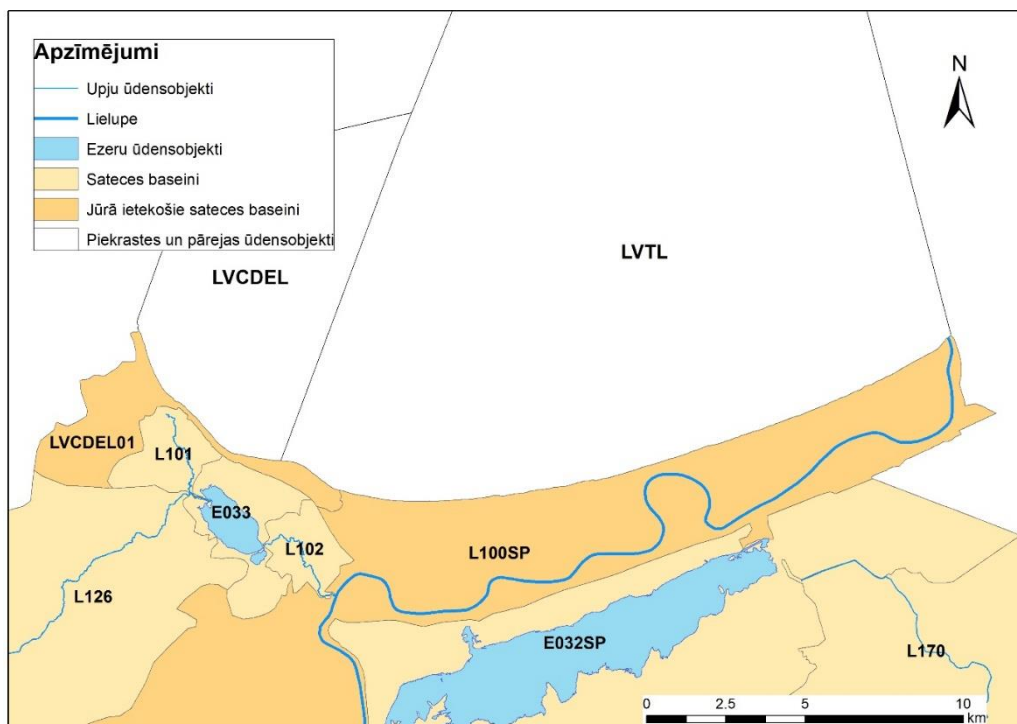 Apzīmējumi
Upju ūdensobjekti
Lielupe
Ezeru ūdensobjekti
Sateces baseini
Jūrā ietekošie sateces baseini
Piekrastes un pārejas ūdensobjekti
N
LVCDEL
LVTL
LVCDEL01
L101
E033
L102
L100SP
L126
E032SP
L170
0 2.5 5 10
km